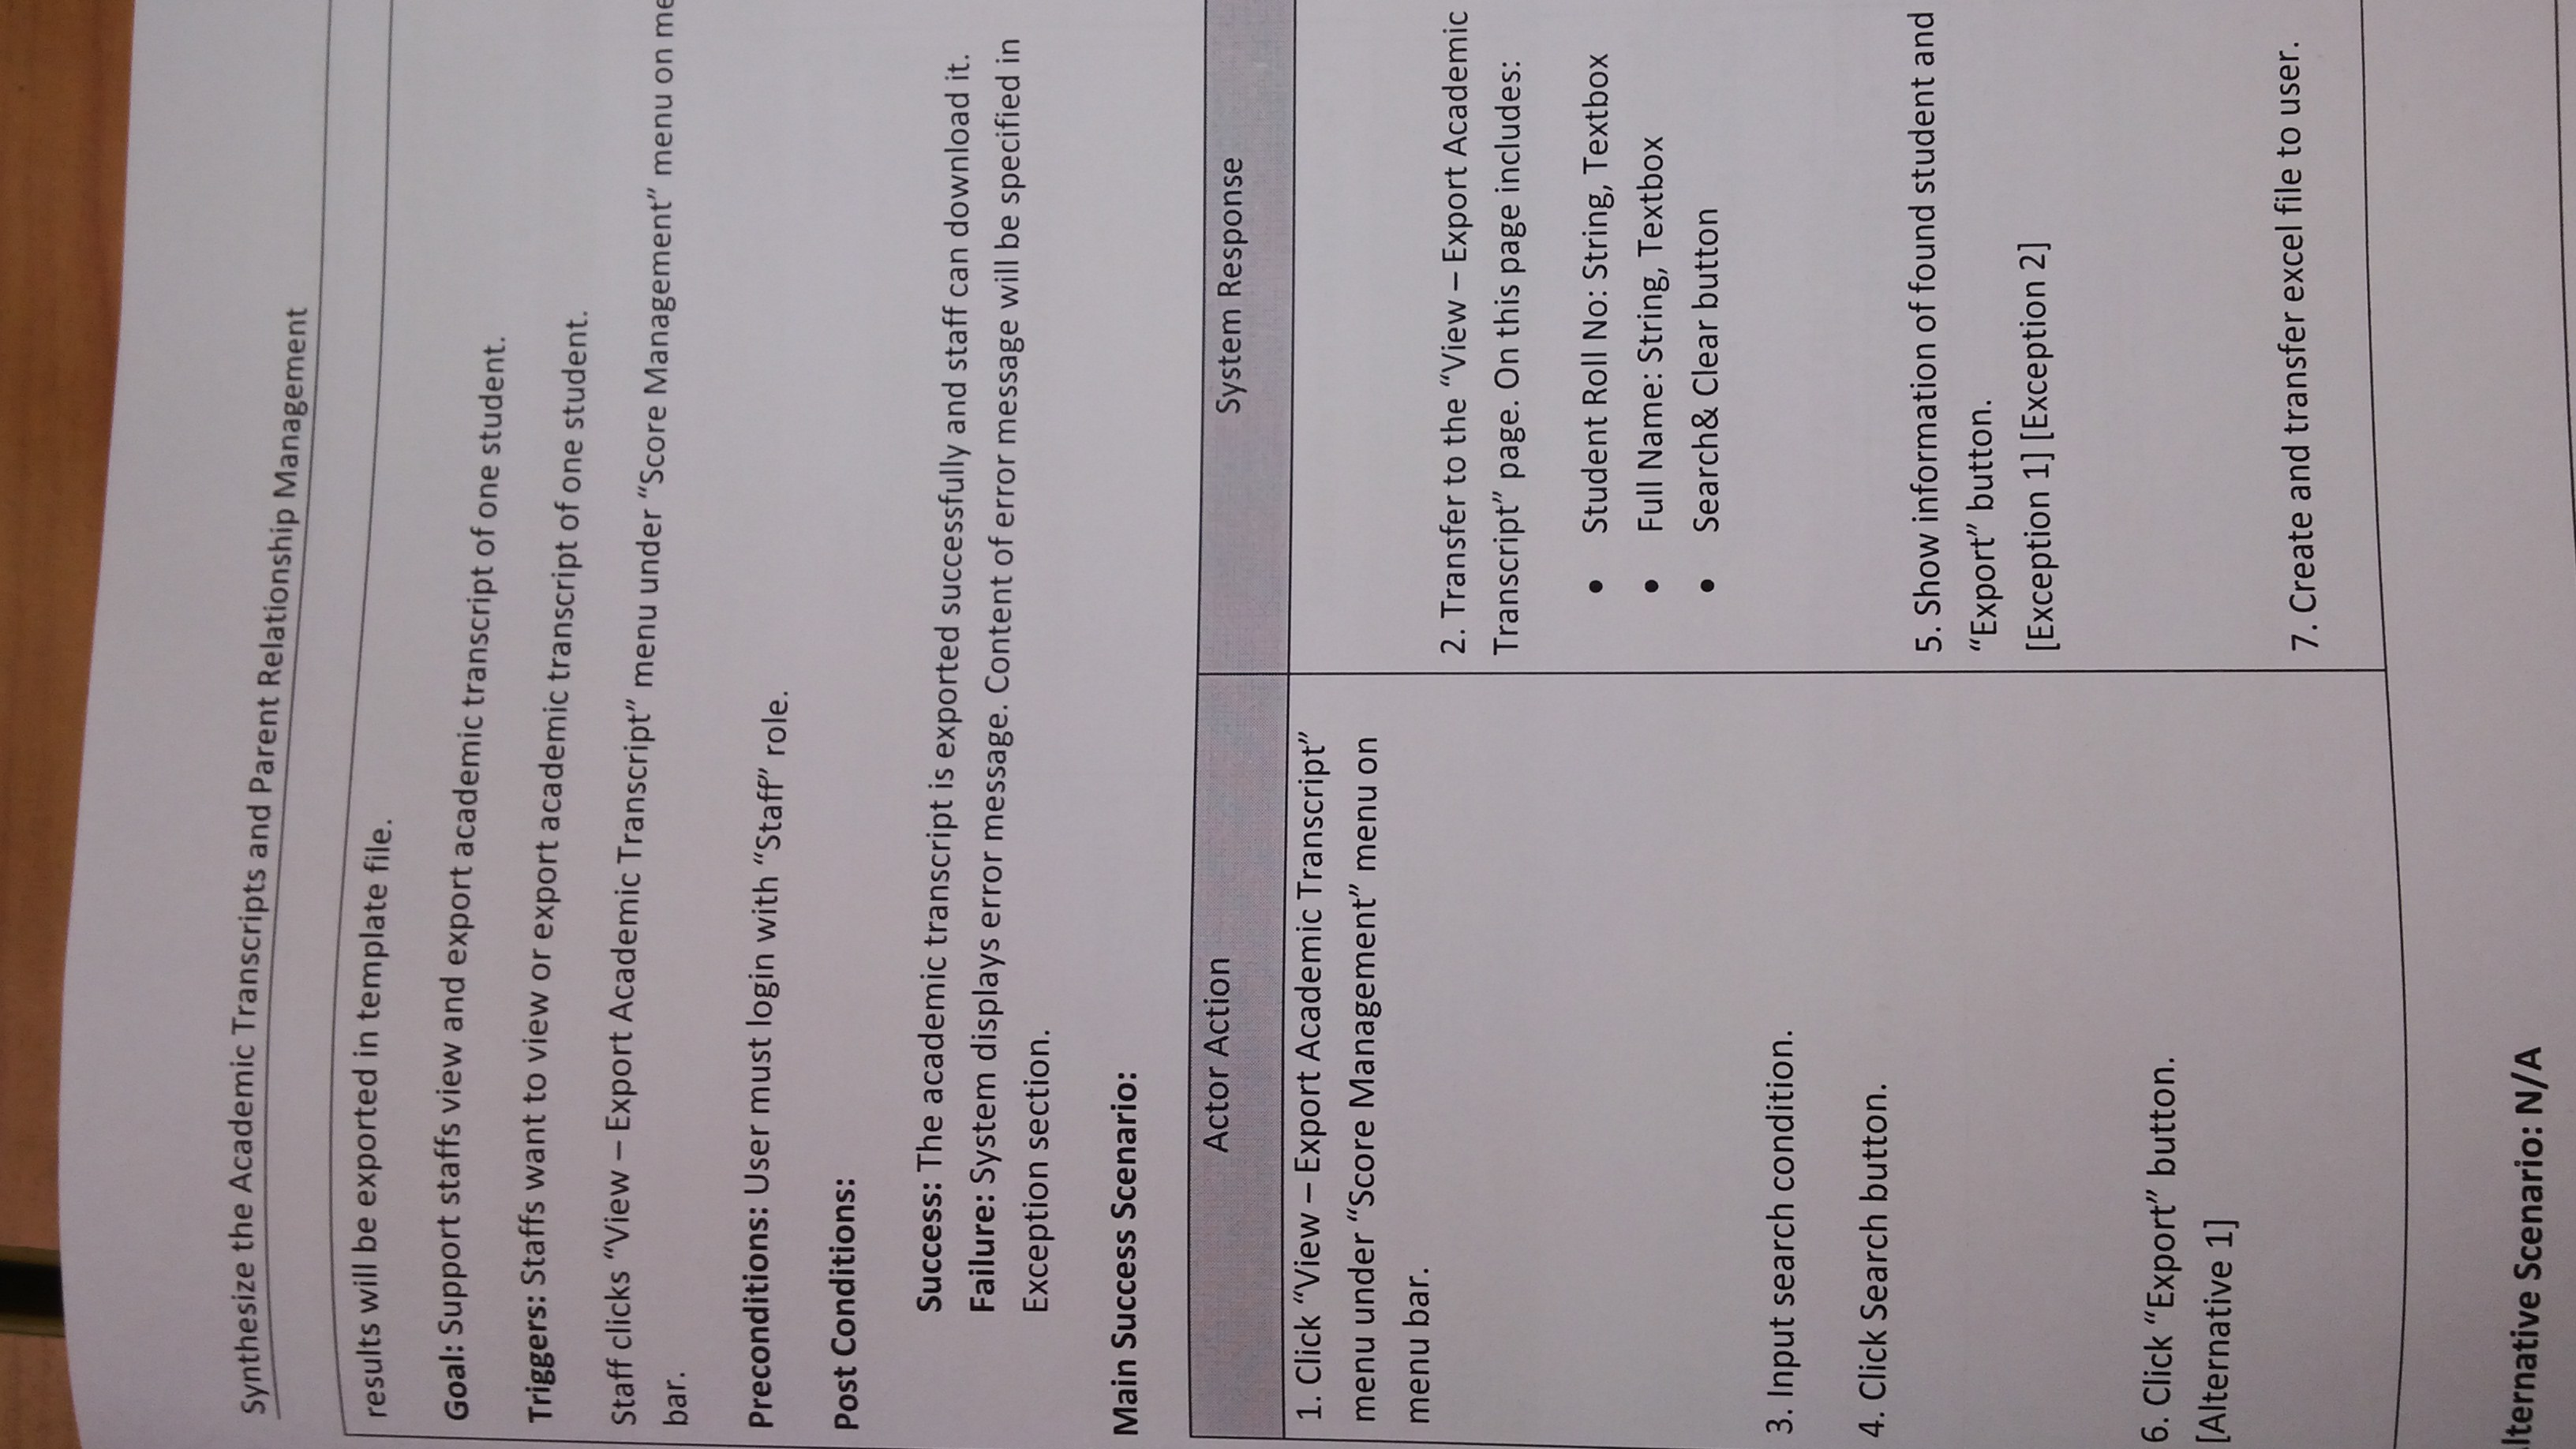 Synthesize the Academic Transcripts and Parent Relationship Management
results will be exported in template file.
Goal: Support staffs view and export academic transcript of one student.
Triggers: Staffs want to view or export academic transcript of one student.
Staff clicks “View – Export Academic Transcript” menu under “Score Management” menu on
bar.
Preconditions: User must login with “Staff” role.
Post Conditions:
Success: The academic transcript is exported successfully and staff can download it.
Failure: System displays error message. Content of error message will be specified in
Exception section.
Main Success Scenario:
Actor Action
System Response
1. Click “View – Export Academic Transcript”
menu under “Score Management” menu on
menu bar.
2. Transfer to the “View – Export Academic
Transcript” page. On this page includes:
• Student Roll No: String, Textbox
• Full Name: String, Textbox
• Search& Clear button
3. Input search condition.
4. Click Search button.
5. Show information of found student and
“Export” button.
[Exception 1] [Exception 2]
6. Click “Export” button.
[Alternative 1]
7. Create and transfer excel file to user.
lternative Scenario: N/A